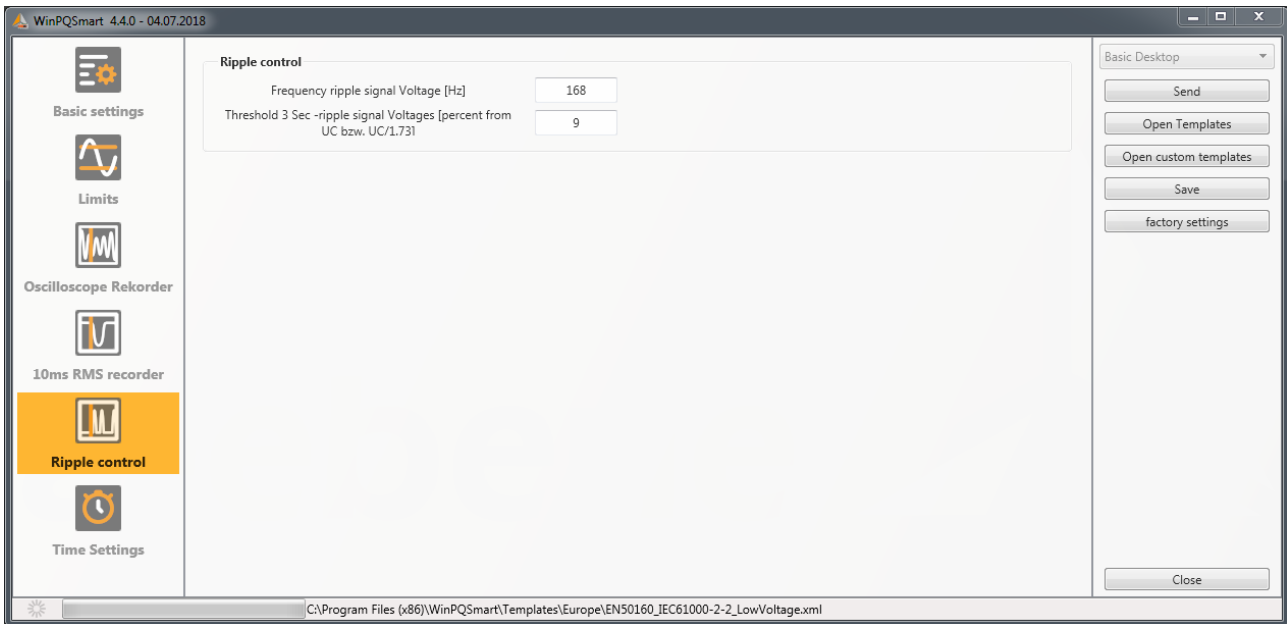 WinPQSmart 4.4.0 - 04.07.2018
Basic settings
Limits
Oscilloscope Rekorder
10ms RMS recorder
Ripple control
Time Settings
Ripple control
Frequency ripple signal Voltage [Hz]
168
Threshold 3 Sec -ripple signal Voltages [percent from
UC bzw. UC/1.73]
9
Basic Desktop
Send
Open Templates
Open custom templates
Save
factory settings
Close
C:\Program Files (x86)\WinPQSmart\Templates\Europe\EN50160_IEC61000-2-2_LowVoltage.xml